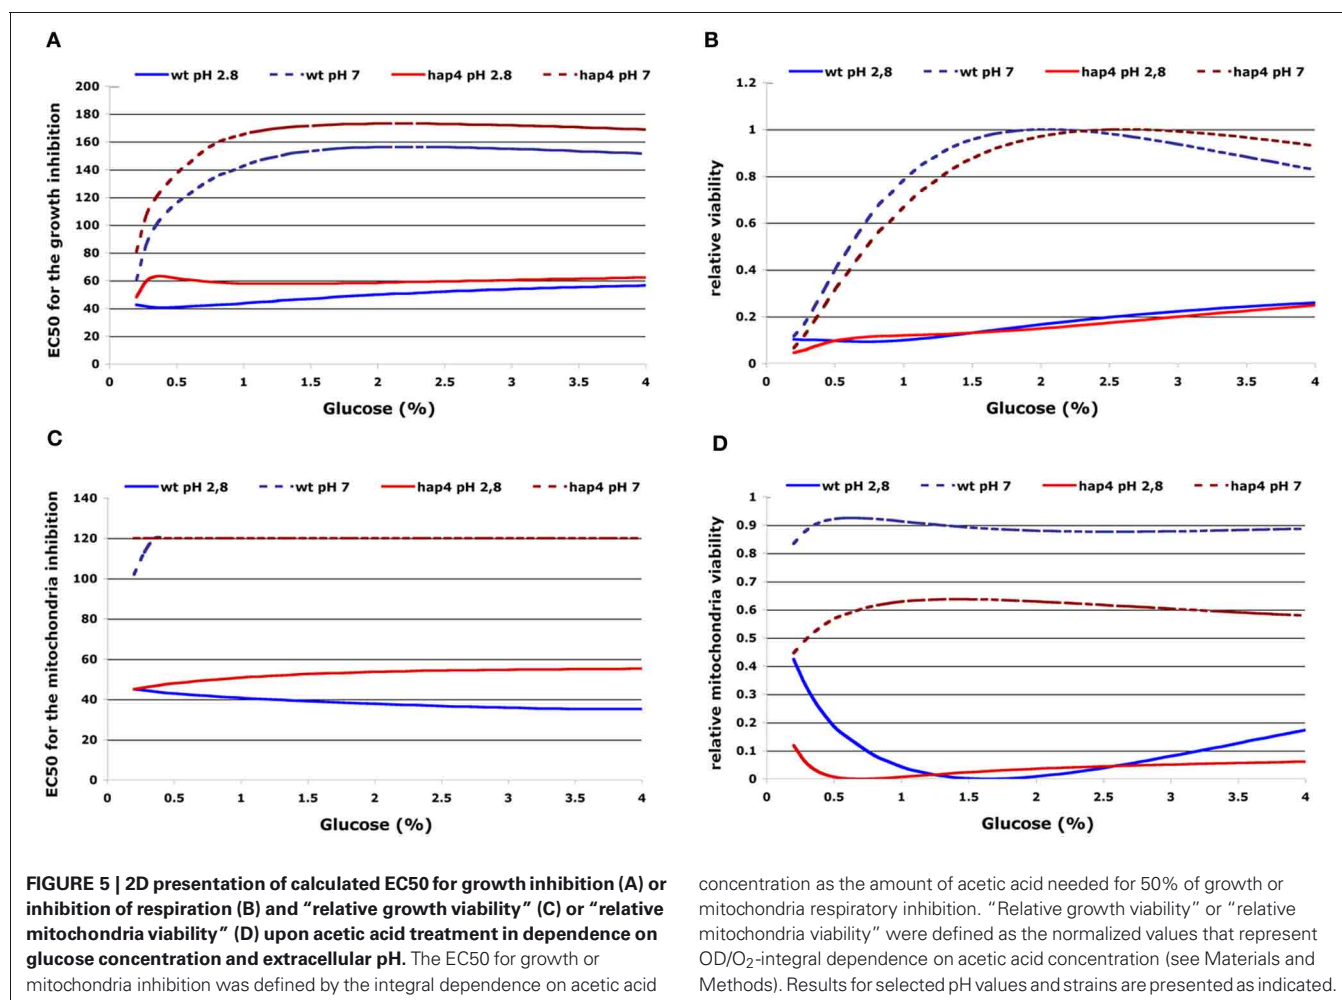 A
wt pH 2.8 wt pH 7 hap4 pH 2.8 hap4 pH 7
EC50 for the growth inhibition
200
180
160
140
120
100
80
60
40
20
0
0 0.5 1 1.5 2 2.5 3 3.5 4
Glucose (%)
B
wt pH 2,8 wt pH 7 hap4 pH 2,8 hap4 pH 7
relative viability
1.2
1
0.8
0.6
0.4
0.2
0
0 0.5 1 1.5 2 2.5 3 3.5 4
Glucose (%)
C
wt pH 2,8 wt pH 7 hap4 pH 2,8 hap4 pH 7
EC50 for the mitochondria inhibition
140
120
100
80
60
40
20
0
0 0.5 1 1.5 2 2.5 3 3.5 4
Glucose (%)
D
wt pH 2,8 wt pH 7 hap4 pH 2,8 hap4 pH 7
relative mitochondria viability
1
0.9
0.8
0.7
0.6
0.5
0.4
0.3
0.2
0.1
0
0 0.5 1 1.5 2 2.5 3 3.5 4
Glucose (%)
FIGURE 5 | 2D presentation of calculated EC50 for growth inhibition (A) or
inhibition of respiration (B) and “relative growth viability” (C) or “relative
mitochondria viability” (D) upon acetic acid treatment in dependence on
glucose concentration and extracellular pH. The EC50 for growth or
mitochondria inhibition was defined by the integral dependence on acetic acid
concentration as the amount of acetic acid needed for 50% of growth or
mitochondria respiratory inhibition. “Relative growth viability” or “relative
mitochondria viability” were defined as the normalized values that represent
OD/O₂-integral dependence on acetic acid concentration (see Materials and
Methods). Results for selected pH values and strains are presented as indicated.